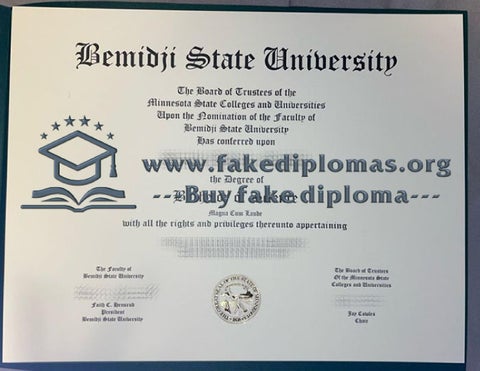 Bemidji State University
The Board of Trustees of the
Minnesota State Colleges and Universities
Upon the Nomination of the Faculty of
Bemidji State University
Has conferred upon
www.fakediplomas.org
the Degree of
Bachelor of Science
---Buy fake diploma---
Magna Cum Laude
with all the rights and privileges thereunto appertaining
The Faculty of
Bemidji State University
Faith C. Hensrud
President
Bemidji State University
The Board of Trustees
Of the Minnesota State
Colleges and Universities
Jay Cowles
Chair